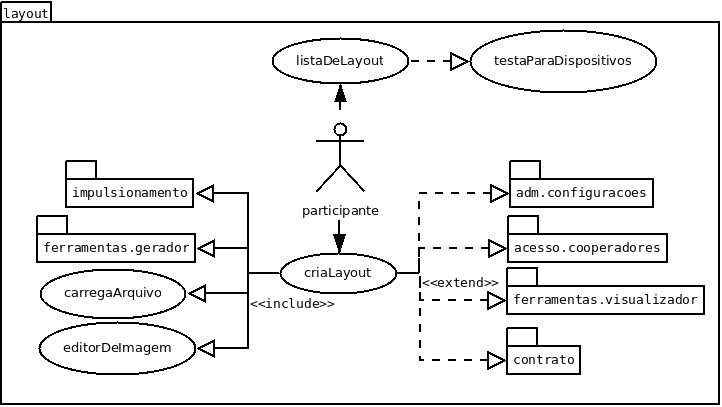 layout
listaDeLayout
testaParaDispositivos
participante
impulsionamento
adm.configuracoes
ferramentas.gerador
acesso.cooperadores
criaLayout
<<extend>>
carregaArquivo
<<include>>
ferramentas.visualizador
editorDeImagem
contrato